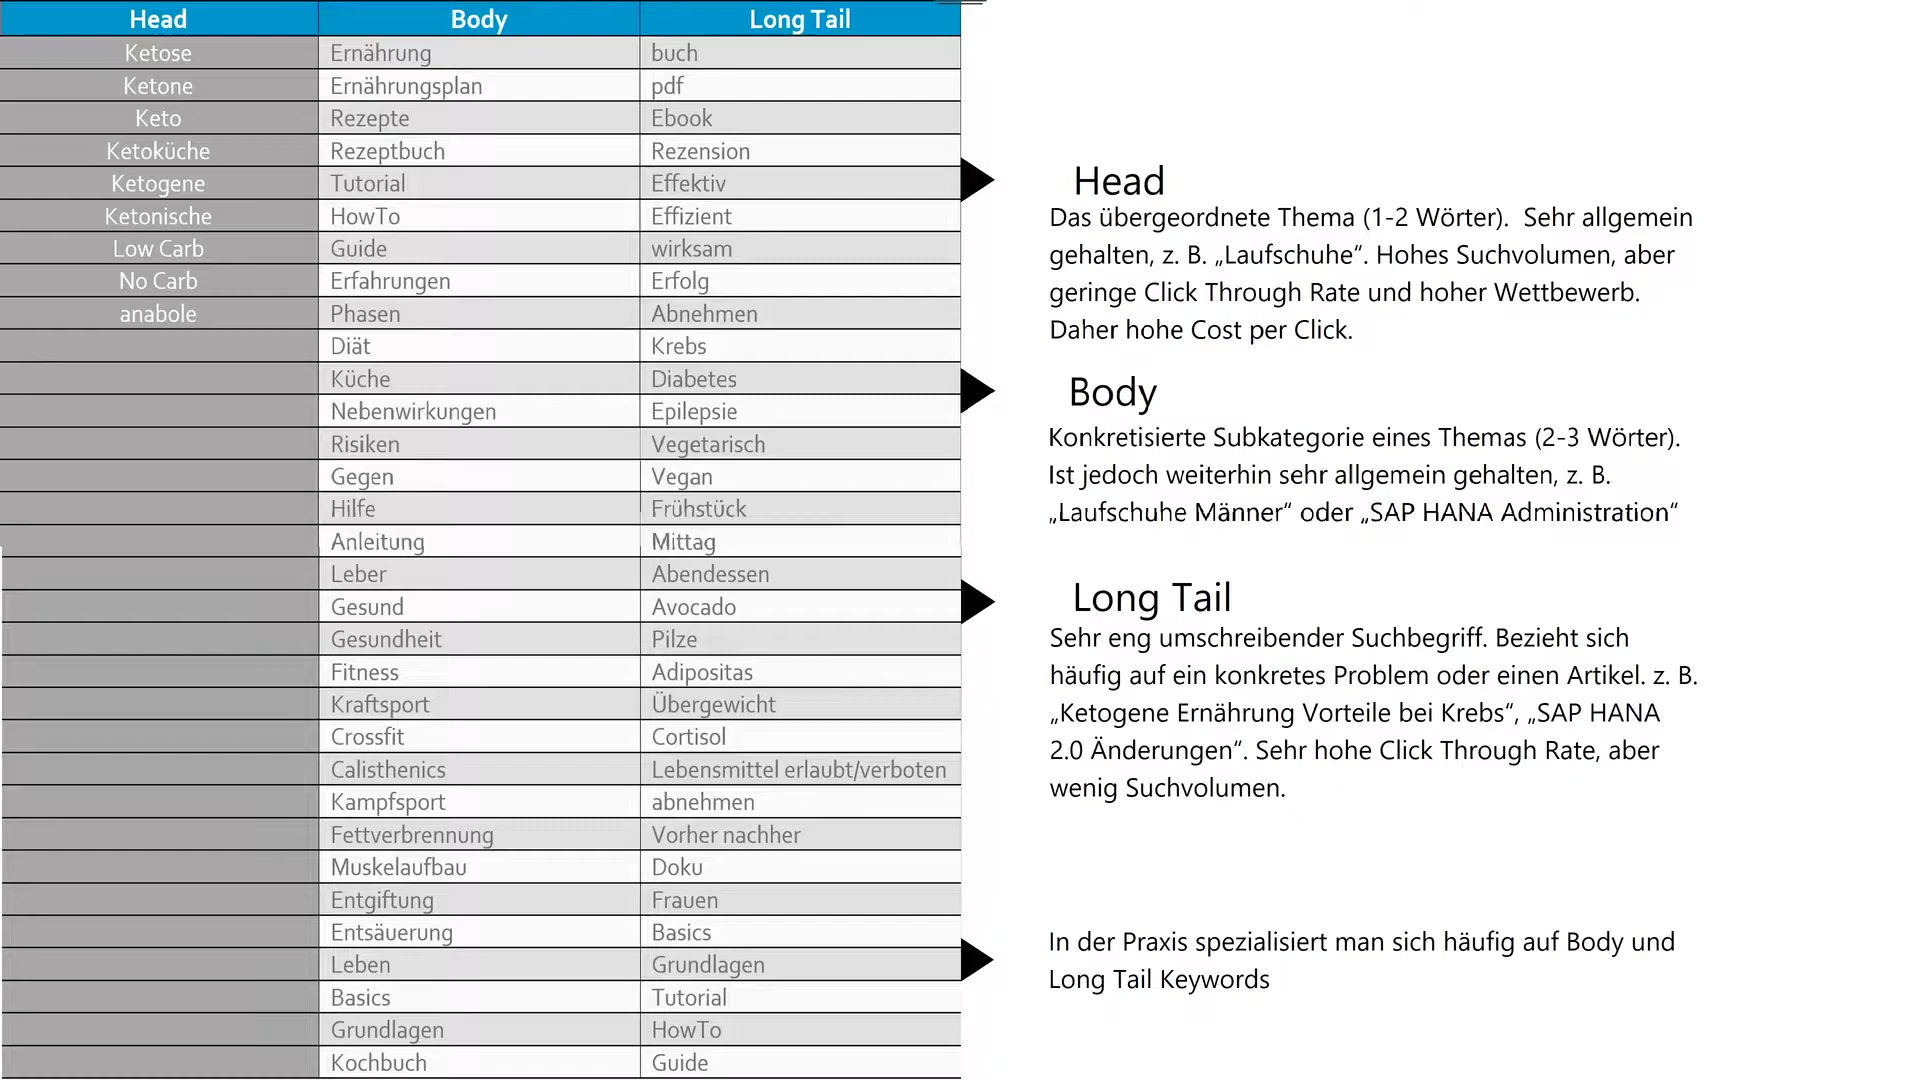 Head Body Long Tail
Ketose Ernährung buch
Ketone Ernährungsplan pdf
Keto Rezepte Ebook
Ketoküche Rezeptbuch Rezension
Ketogene Tutorial Effektiv
Ketonische HowTo Effizient
Low Carb Guide wirksam
No Carb Erfahrungen Erfolg
anabole Phasen Abnehmen
Diät Krebs
Küche Diabetes
Nebenwirkungen Epilepsie
Risiken Vegetarisch
Gegen Vegan
Hilfe Frühstück
Anleitung Mittag
Leber Abendessen
Gesund Avocado
Gesundheit Pilze
Fitness Adipositas
Kraftsport Übergewicht
Crossfit Cortisol
Calisthenics Lebensmittel erlaubt/verboten
Kampfsport abnehmen
Fettverbrennung Vorher nachher
Muskelaufbau Doku
Entgiftung Frauen
Entsäuerung Basics
Leben Grundlagen
Basics Tutorial
Grundlagen HowTo
Kochbuch Guide
Head
Das übergeordnete Thema (1-2 Wörter). Sehr allgemein
gehalten, z. B. „Laufschuhe“. Hohes Suchvolumen, aber
geringe Click Through Rate und hoher Wettbewerb.
Daher hohe Cost per Click.
Body
Konkretisierte Subkategorie eines Themas (2-3 Wörter).
Ist jedoch weiterhin sehr allgemein gehalten, z. B.
„Laufschuhe Männer“ oder „SAP HANA Administration“
Long Tail
Sehr eng umschreibender Suchbegriff. Bezieht sich
häufig auf ein konkretes Problem oder einen Artikel. z. B.
„Ketogene Ernährung Vorteile bei Krebs“, „SAP HANA
2.0 Änderungen“. Sehr hohe Click Through Rate, aber
wenig Suchvolumen.
In der Praxis spezialisiert man sich häufig auf Body und
Long Tail Keywords